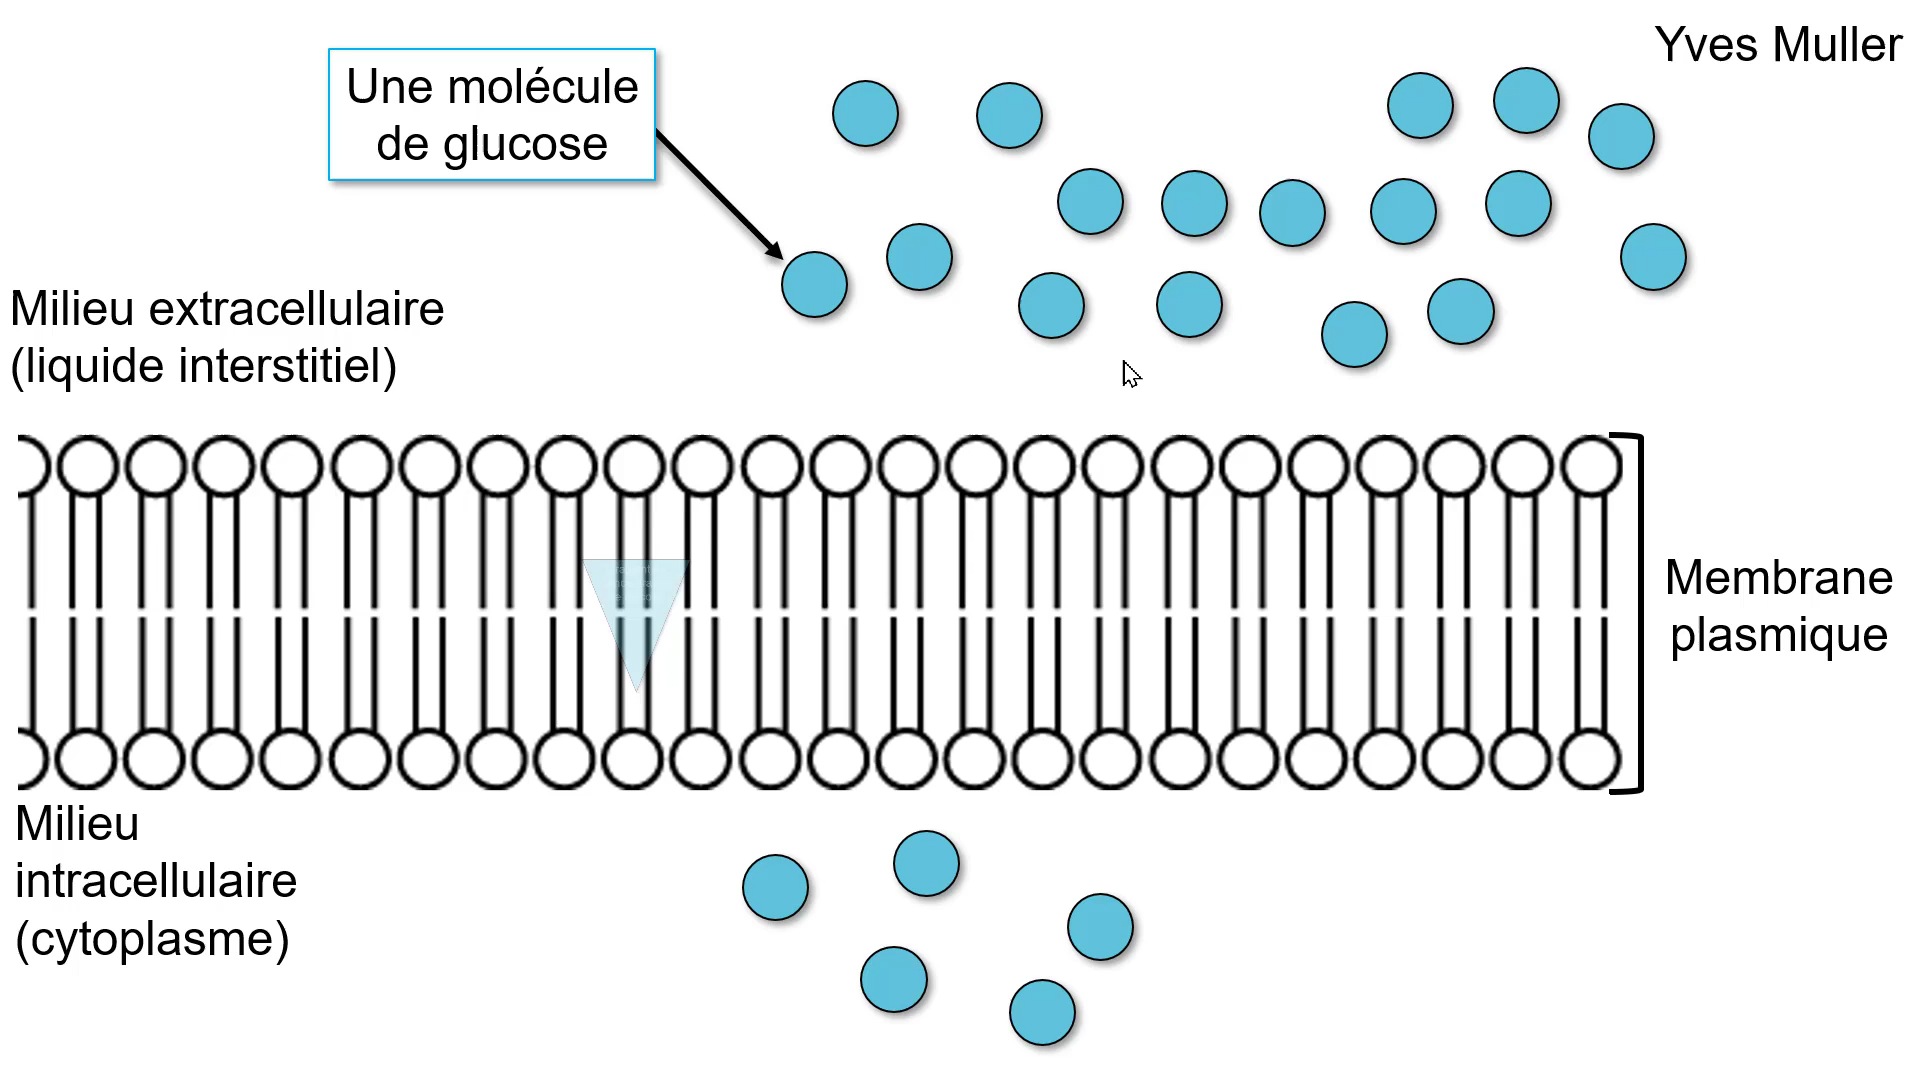 Yves Muller
Une molécule
de glucose
Milieu extracellulaire
(liquide interstitiel)
Membrane
plasmique
Milieu
intracellulaire
(cytoplasme)